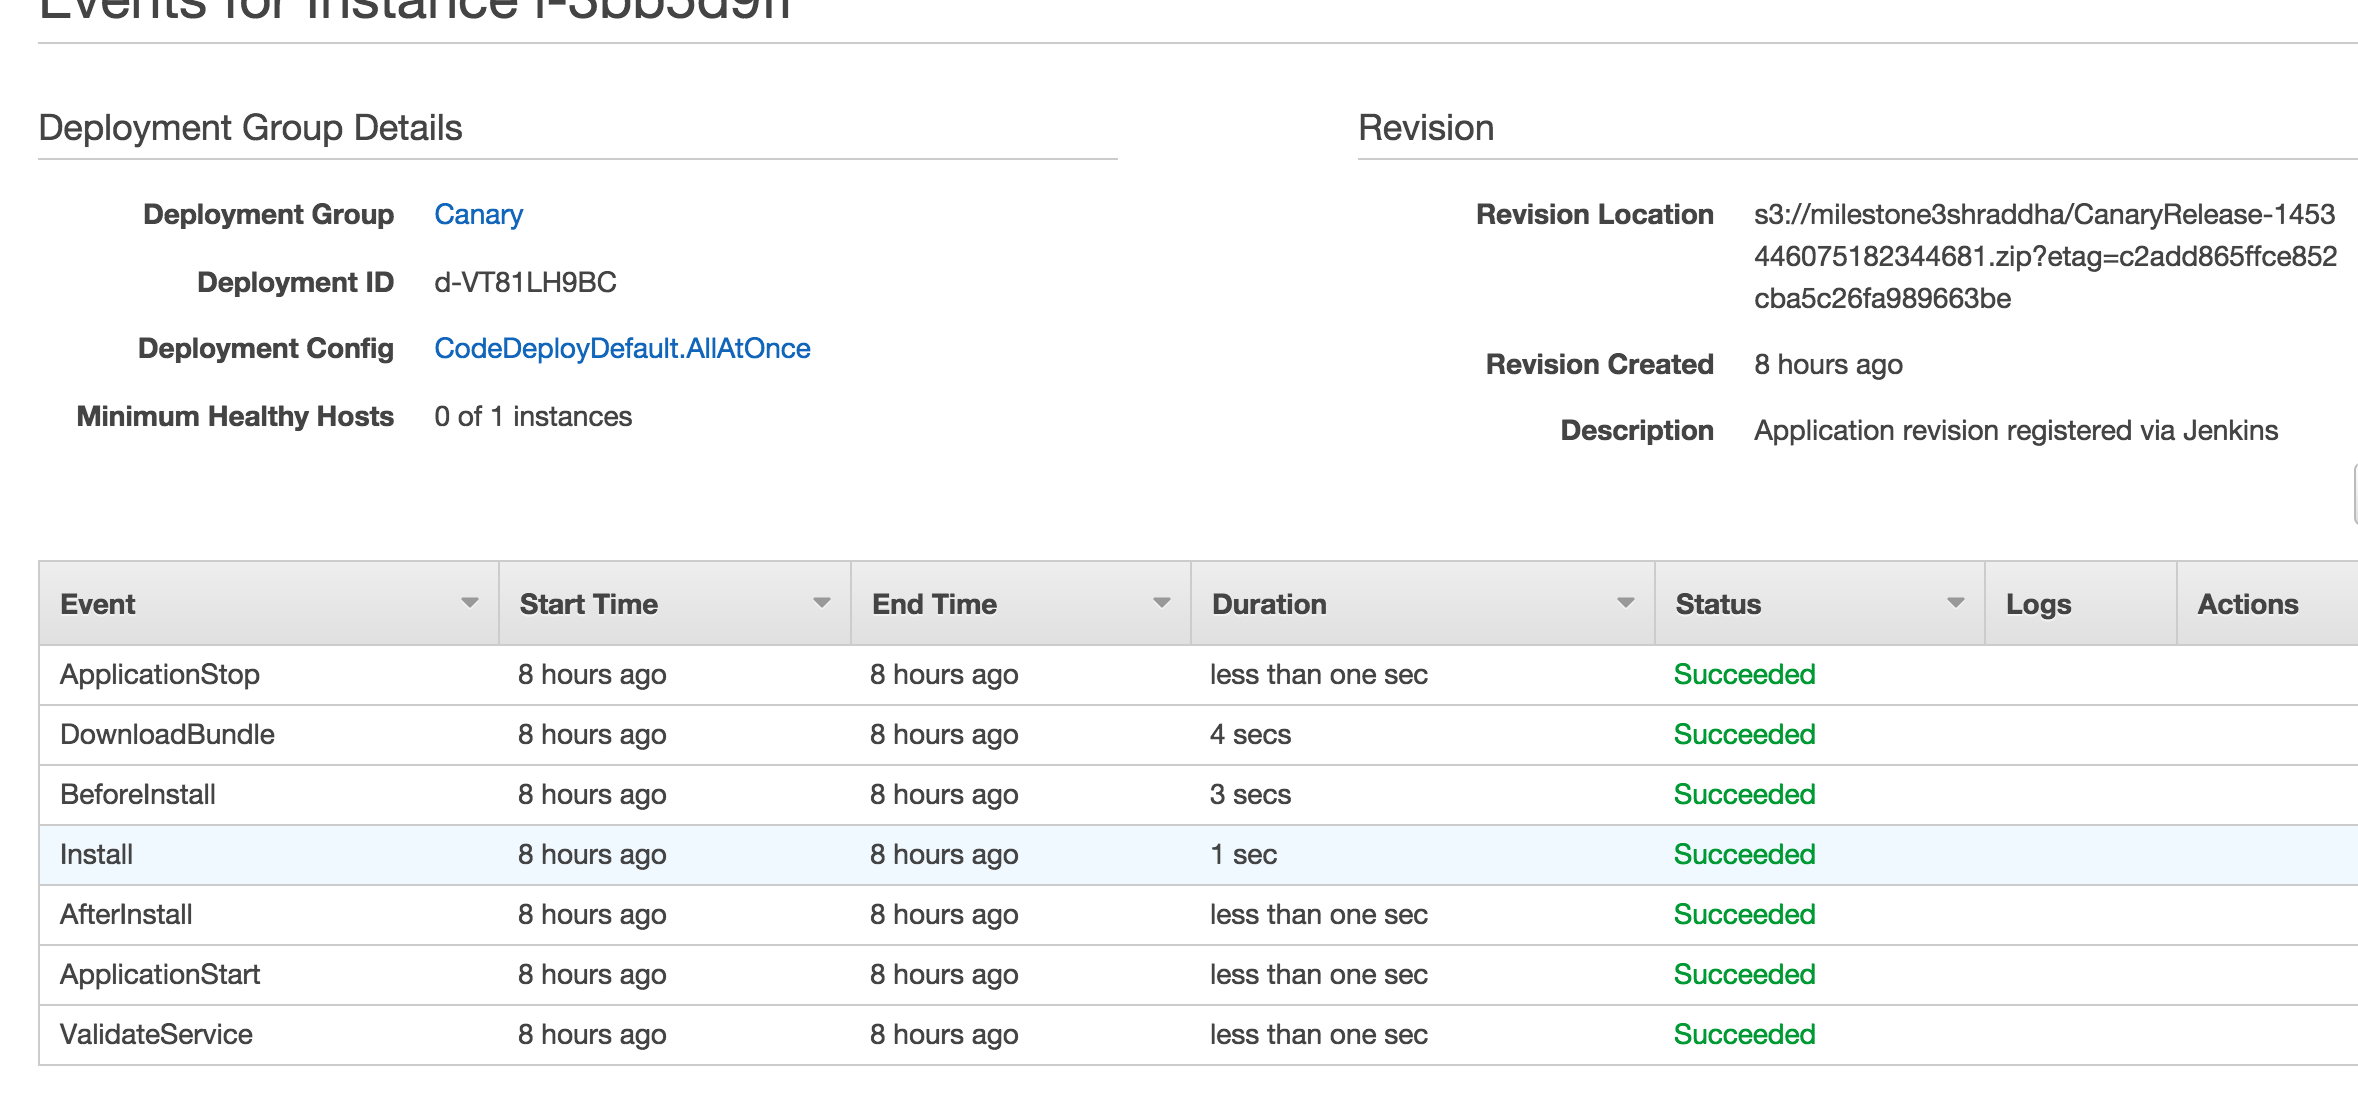 Events for Instance i-3bb5d9ff
Deployment Group Details
Deployment Group Canary
Deployment ID d-VT81LH9BC
Deployment Config CodeDeployDefault.AllAtOnce
Minimum Healthy Hosts 0 of 1 instances
Revision
Revision Location s3://milestone3shraddha/CanaryRelease-1453
446075182344681.zip?etag=c2add865ffce852
cba5c26fa989663be
Revision Created 8 hours ago
Description Application revision registered via Jenkins
Event Start Time End Time Duration Status Logs Actions
ApplicationStop 8 hours ago 8 hours ago less than one sec Succeeded
DownloadBundle 8 hours ago 8 hours ago 4 secs Succeeded
BeforeInstall 8 hours ago 8 hours ago 3 secs Succeeded
Install 8 hours ago 8 hours ago 1 sec Succeeded
AfterInstall 8 hours ago 8 hours ago less than one sec Succeeded
ApplicationStart 8 hours ago 8 hours ago less than one sec Succeeded
ValidateService 8 hours ago 8 hours ago less than one sec Succeeded